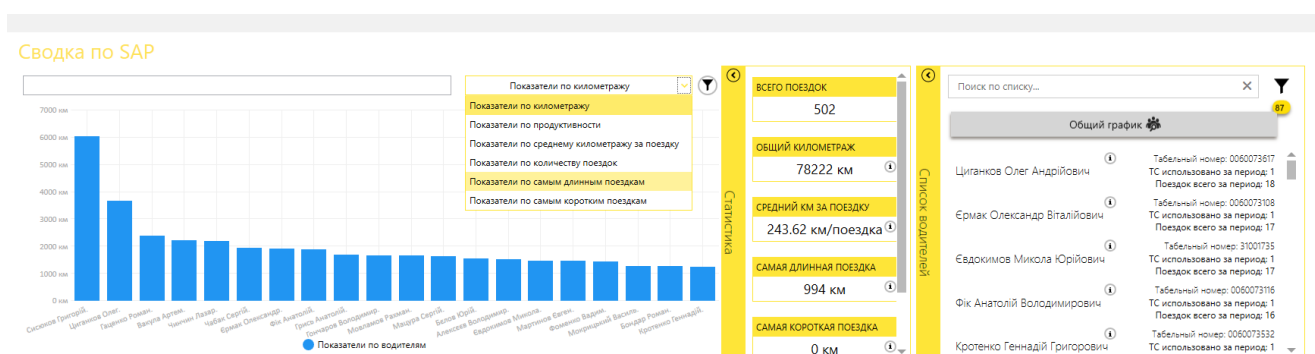 Сводка по SAP
Показатели по километражу
Показатели по километражу
Показатели по продуктивности
Показатели по среднему километражу за поездку
Показатели по количеству поездок
Показатели по самым длинным поездкам
Показатели по самым коротким поездкам
7000 км
6000 км
5000 км
4000 км
3000 км
2000 км
1000 км
0 км
Сисюков Григорій.
Циганков Олег.
Гаценко Роман.
Вакула Артем.
Чинчин Лазар.
Чабан Сергій.
Єрмак Олександр.
Фік Анатолій.
Грись Анатолій.
Гончаров Володимир.
Мовланов Рахман.
Мацура Сергій.
Белов Юрій.
Алексеєв Володимир.
Евдокимов Микола.
Мартинов Евген.
Фоменко Вадим.
Мокрицький Василь.
Бондар Роман.
Кротенко Геннадій.
Показатели по водителям
Статистика
ВСЕГО ПОЕЗДОК
502
ОБЩИЙ КИЛОМЕТРАЖ
78222 км
СРЕДНИЙ КМ ЗА ПОЕЗДКУ
243.62 км/поездка
САМАЯ ДЛИННАЯ ПОЕЗДКА
994 км
САМАЯ КОРОТКАЯ ПОЕЗДКА
0 км
Список водителей
Поиск по списку...
87
Общий график
Циганков Олег Андрійович
Табельный номер: 0060073617
ТС использовано за период: 1
Поездок всего за период: 18
Єрмак Олександр Віталійович
Табельный номер: 0060073108
ТС использовано за период: 1
Поездок всего за период: 17
Євдокимов Микола Юрійович
Табельный номер: 31001735
ТС использовано за период: 1
Поездок всего за период: 17
Фік Анатолій Володимирович
Табельный номер: 0060073116
ТС использовано за период: 1
Поездок всего за период: 16
Кротенко Геннадій Григорович
Табельный номер: 0060073532
ТС использовано за период: 1